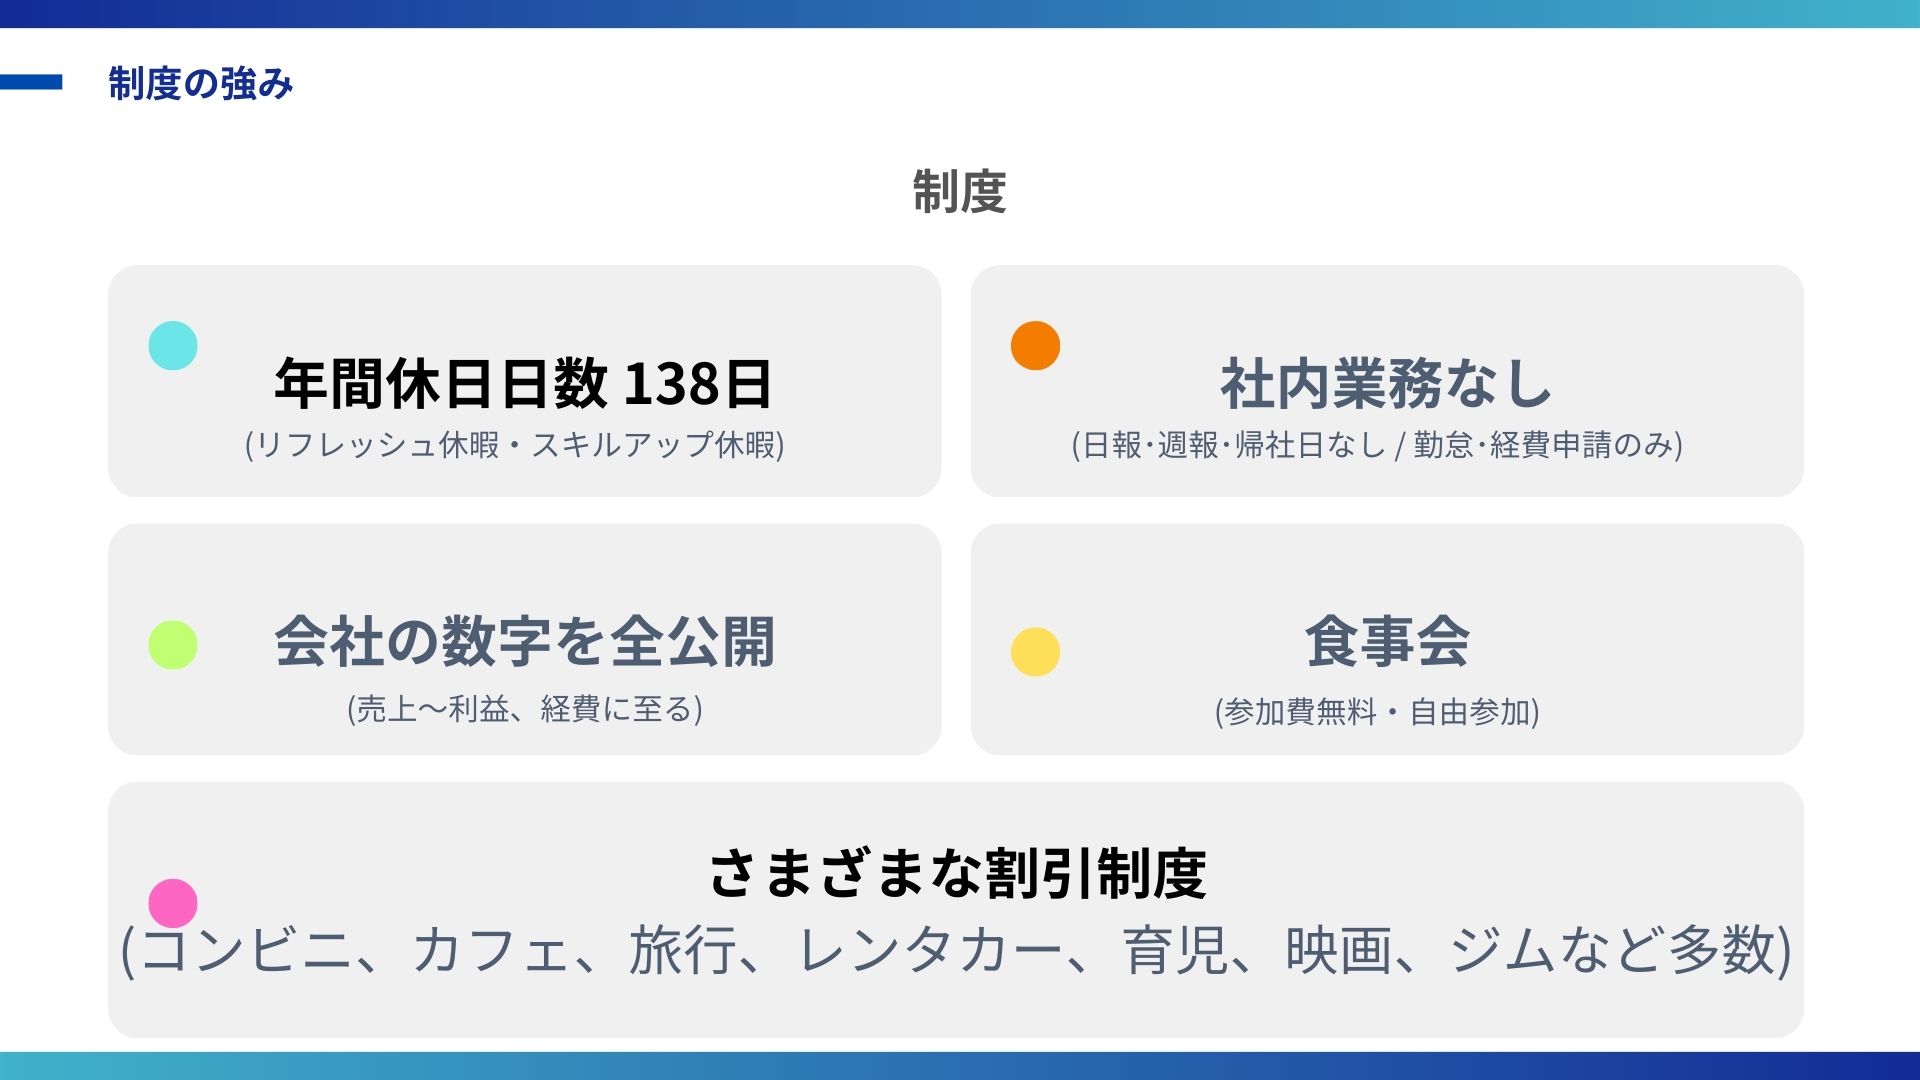 制度の強み
制度
年間休日日数 138日
(リフレッシュ休暇・スキルアップ休暇)
社内業務なし
(日報･週報･帰社日なし / 勤怠･経費申請のみ)
会社の数字を全公開
(売上〜利益、経費に至る)
食事会
(参加費無料・自由参加)
さまざまな割引制度
(コンビニ、カフェ、旅行、レンタカー、育児、映画、ジムなど多数)